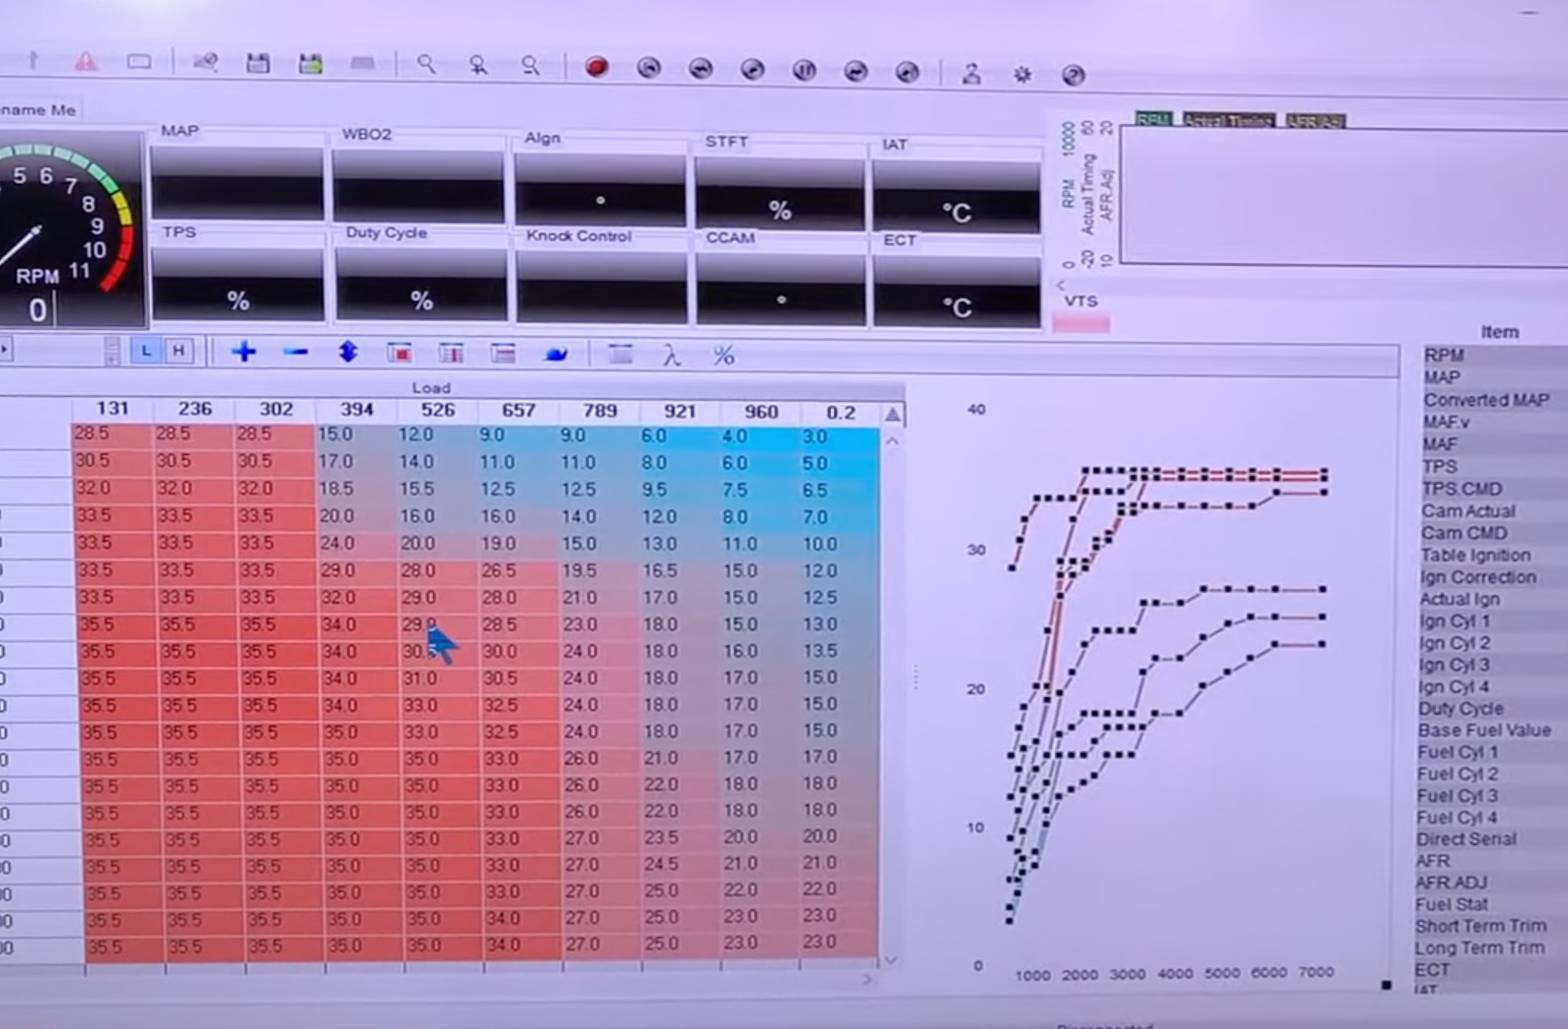 name Me
MAP WBO2 Algn STFT IAT
5 6 7 8 9 10 11
RPM
0
° % °C
TPS Duty Cycle Knock Control CCAM ECT
% % ° °C
RPM Actual Timing AFR.Adj
0 RPM 10000
-20 Actual Timing 60
10 AFR.Adj 20
VTS
L H λ %
Load
131 236 302 394 526 657 789 921 960 0.2
28.5 28.5 28.5 15.0 12.0 9.0 9.0 6.0 4.0 3.0
30.5 30.5 30.5 17.0 14.0 11.0 11.0 8.0 6.0 5.0
32.0 32.0 32.0 18.5 15.5 12.5 12.5 9.5 7.5 6.5
33.5 33.5 33.5 20.0 16.0 16.0 14.0 12.0 8.0 7.0
33.5 33.5 33.5 24.0 20.0 19.0 15.0 13.0 11.0 10.0
33.5 33.5 33.5 29.0 28.0 26.5 19.5 16.5 15.0 12.0
33.5 33.5 33.5 32.0 29.0 28.0 21.0 17.0 15.0 12.5
35.5 35.5 35.5 34.0 28.5 23.0 18.0 15.0 13.0
35.5 35.5 35.5 34.0 30.0 24.0 18.0 16.0 13.5
35.5 35.5 35.5 34.0 31.0 30.5 24.0 18.0 17.0 15.0
35.5 35.5 35.5 34.0 33.0 32.5 24.0 18.0 17.0 15.0
35.5 35.5 35.5 35.0 33.0 32.5 24.0 18.0 17.0 15.0
35.5 35.5 35.5 35.0 35.0 33.0 26.0 21.0 17.0 17.0
35.5 35.5 35.5 35.0 35.0 33.0 26.0 22.0 18.0 18.0
35.5 35.5 35.5 35.0 35.0 33.0 26.0 22.0 18.0 18.0
35.5 35.5 35.5 35.0 35.0 33.0 27.0 23.5 20.0 20.0
35.5 35.5 35.5 35.0 35.0 33.0 27.0 24.5 21.0 21.0
35.5 35.5 35.5 35.0 35.0 33.0 27.0 25.0 22.0 22.0
35.5 35.5 35.5 35.0 35.0 34.0 27.0 25.0 23.0 23.0
35.5 35.5 35.5 35.0 35.0 34.0 27.0 25.0 23.0 23.0
40
30
20
10
0
1000 2000 3000 4000 5000 6000 7000
Item
RPM
MAP
Converted MAP
MAF.v
MAF
TPS
TPS.CMD
Cam Actual
Cam CMD
Table Ignition
Ign Correction
Actual Ign
Ign Cyl 1
Ign Cyl 2
Ign Cyl 3
Ign Cyl 4
Duty Cycle
Base Fuel Value
Fuel Cyl 1
Fuel Cyl 2
Fuel Cyl 3
Fuel Cyl 4
Direct Serial
AFR
AFR.ADJ
Fuel Stat
Short Term Trim
Long Term Trim
ECT
IAT